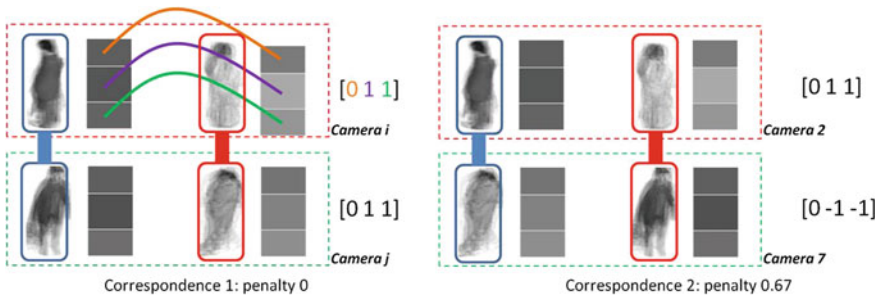 [0 1 1]
Camera i
[0 1 1]
Camera j
Correspondence 1: penalty 0
[0 1 1]
Camera 2
[0 -1 -1]
Camera 7
Correspondence 2: penalty 0.67